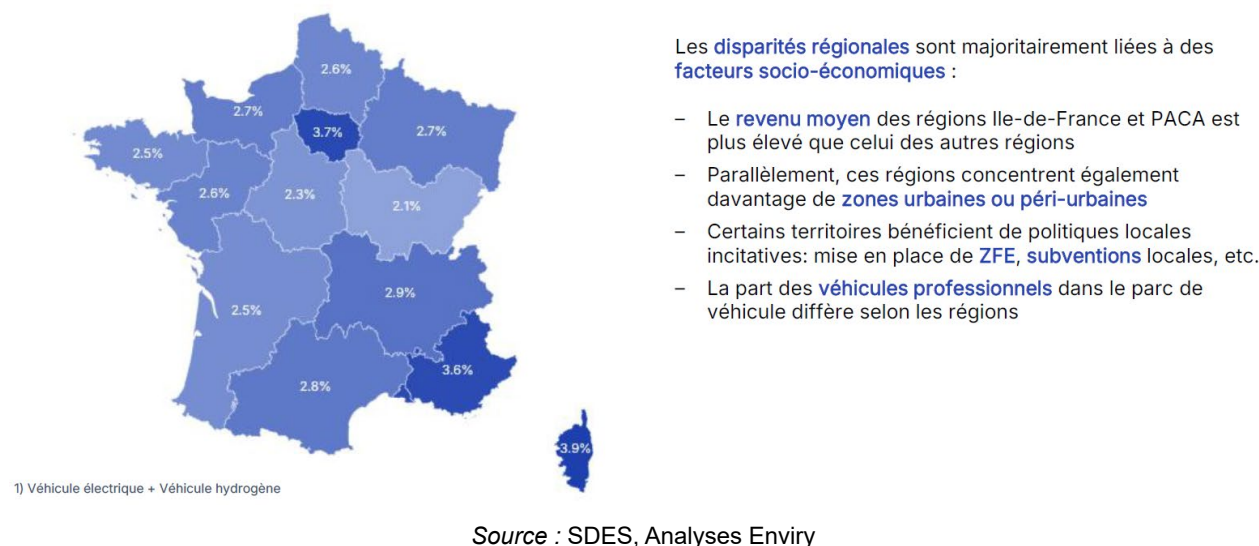 2.6%
2.7%
3.7%
2.7%
2.5%
2.6%
2.3%
2.1%
2.9%
2.5%
3.6%
2.8%
3.9%
1) Véhicule électrique + Véhicule hydrogène
Les disparités régionales sont majoritairement liées à des
facteurs socio-économiques :
– Le revenu moyen des régions Ile-de-France et PACA est
plus élevé que celui des autres régions
– Parallèlement, ces régions concentrent également
davantage de zones urbaines ou péri-urbaines
– Certains territoires bénéficient de politiques locales
incitatives: mise en place de ZFE, subventions locales, etc.
– La part des véhicules professionnels dans le parc de
véhicule diffère selon les régions
Source : SDES, Analyses Enviry